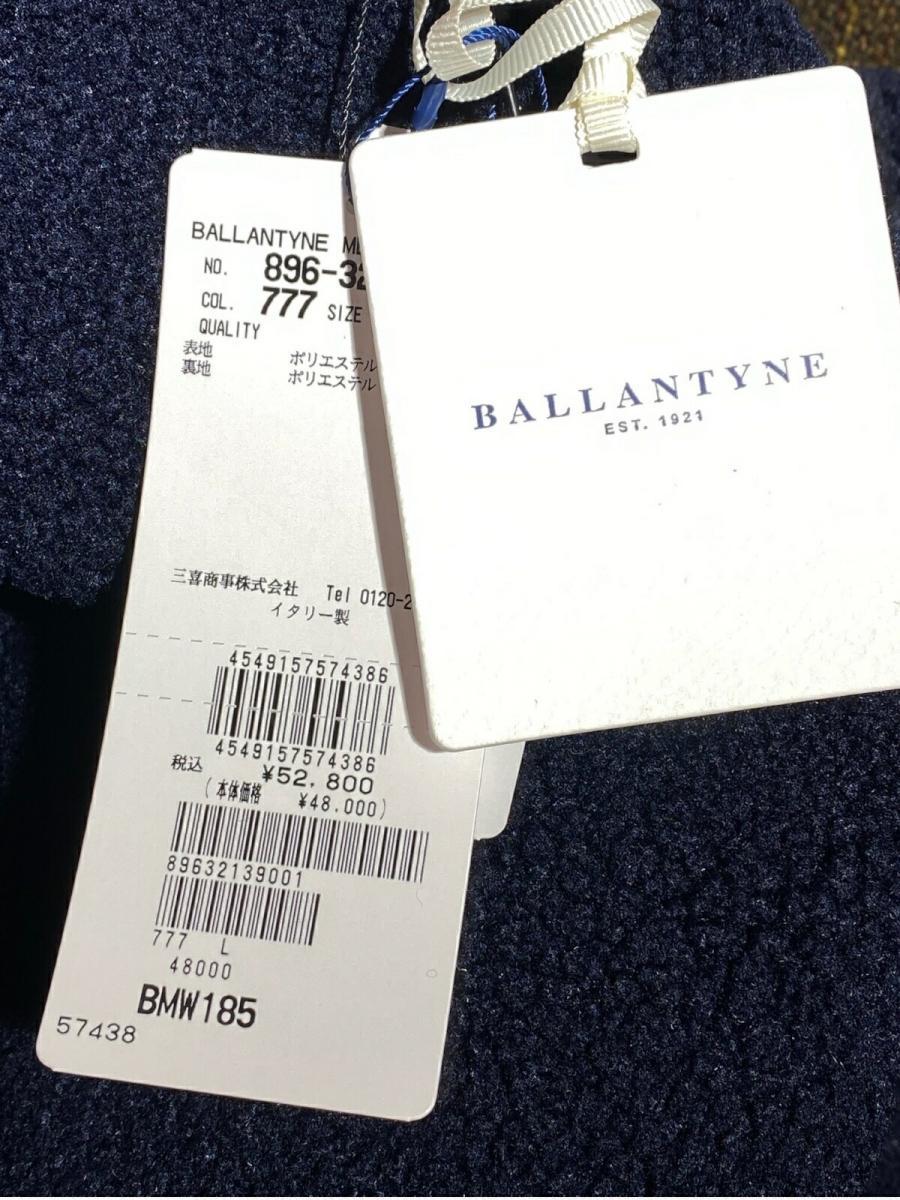 BALLANTYNE
NO. 896-32
COL. 777 SIZE
QUALITY
表地 ポリエステル
裏地 ポリエステル
三喜商事株式会社 Tel 0120-2
イタリー製
4549157574386
4549157574386
税込 ¥52,800
(本体価格 ¥48.000)
89632139001
777 L
48000
BMW185
57438
BALLANTYNE
EST. 1921